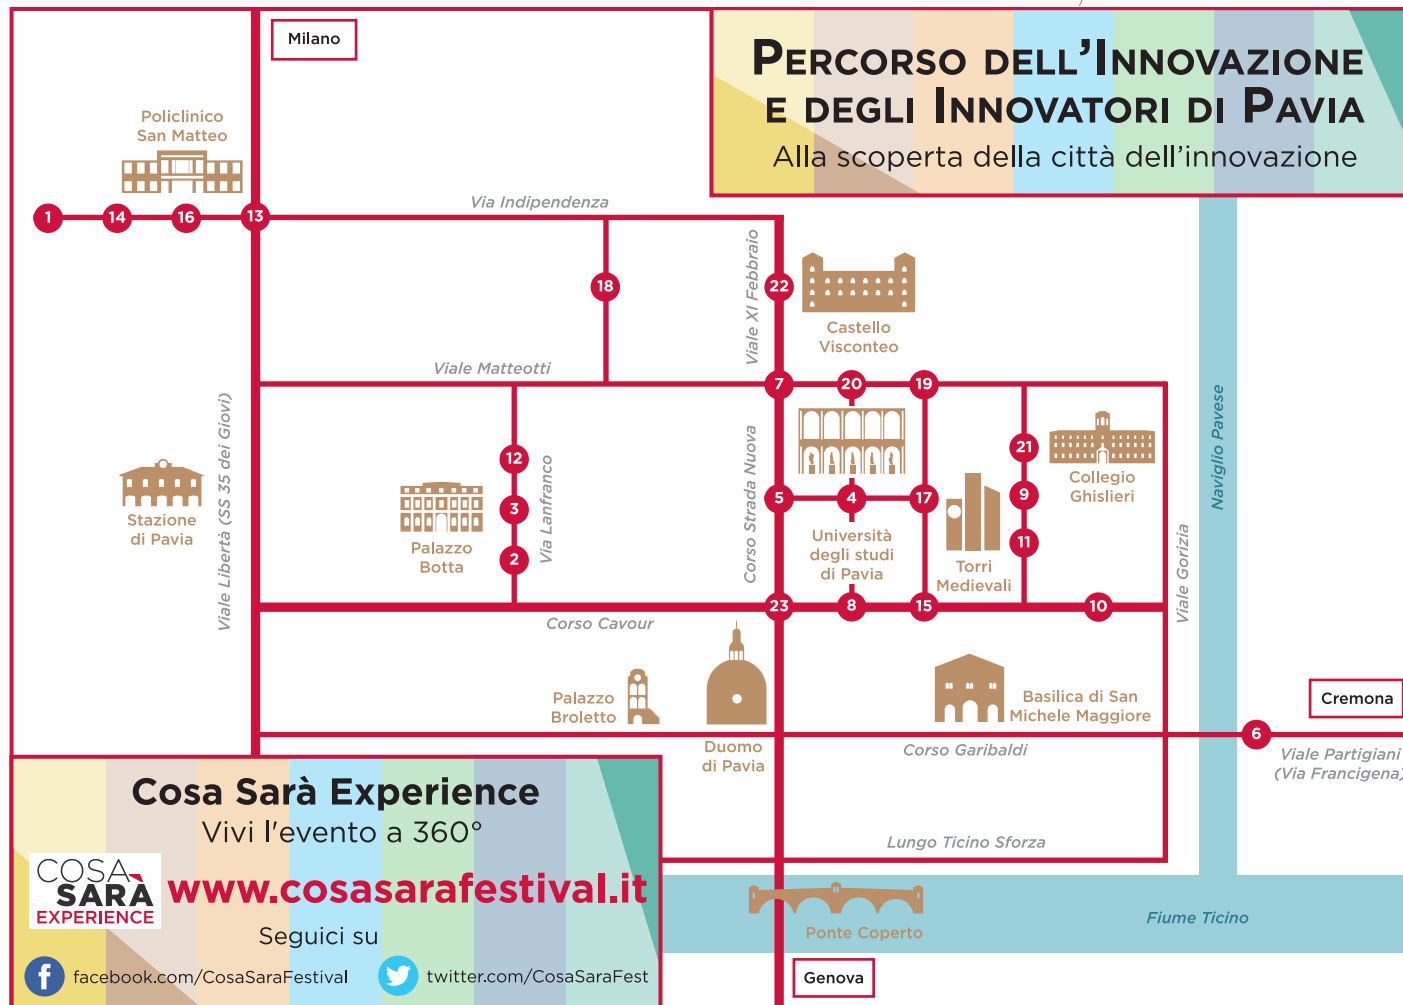 Milano
PERCORSO DELL'INNOVAZIONE
E DEGLI INNOVATORI DI PAVIA
Alla scoperta della città dell'innovazione
Policlinico
San Matteo
Via Indipendenza
1
14
16
13
18
22
Viale XI Febbraio
Castello
Visconteo
Viale Matteotti
7
20
19
Viale Libertà (SS 35 dei Giovi)
Stazione
di Pavia
Palazzo
Botta
12
3
2
Via Lanfranco
Corso Strada Nuova
5
4
17
Università
degli studi
di Pavia
Torri
Medievali
21
9
11
Collegio
Ghislieri
Viale Gorizia
Naviglio Pavese
23
8
15
10
Corso Cavour
Palazzo
Broletto
Duomo
di Pavia
Basilica di San
Michele Maggiore
Cremona
6
Corso Garibaldi
Viale Partigiani
(Via Francigena)
Lungo Ticino Sforza
Ponte Coperto
Fiume Ticino
Genova
Cosa Sarà Experience
Vivi l'evento a 360°
COSA
SARÀ
EXPERIENCE
www.cosasarafestival.it
Seguici su
facebook.com/CosaSaraFestival
twitter.com/CosaSaraFest